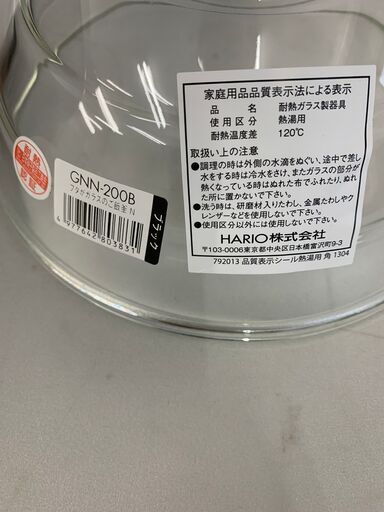 家庭用品品質表示法による表示
品　　名　耐熱ガラス製器具
使用区分　熱湯用
耐熱温度差　120℃
取扱い上の注意
●調理の時は外側の水滴をぬぐい、途中で差し
水をする時は冷水をさけ、またガラスの部分が
熱くなっている時はぬれた布でふれたり、ぬれ
た所に置かないで下さい。
●洗う時は、研磨材入りたわし、金属たわしやク
レンザーなどを使用しないで下さい。
●使用区分以外には使用しないで下さい。
HARIO株式会社
〒103-0006東京都中央区日本橋富沢町9-3
792013 品質表示シール熱湯用 角 1304
GNN-200B
フタがガラスのご飯釜 N
4977642603831
ブラック